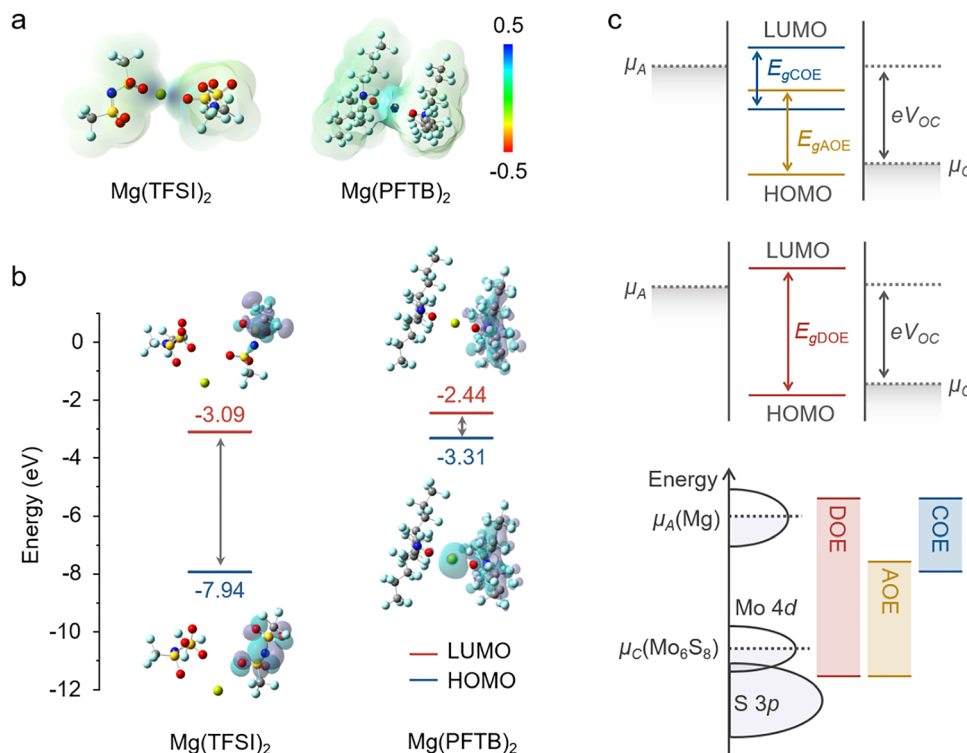 a
0.5
-0.5
Mg(TFSI)2
Mg(PFTB)2
b
Energy (eV)
0
-2
-4
-6
-8
-10
-12
-3.09
-7.94
-2.44
-3.31
LUMO
HOMO
Mg(TFSI)2
Mg(PFTB)2
c
LUMO
μA
EgCOE
EgAOE
eVOC
μC
HOMO
LUMO
μA
EgDOE
eVOC
μC
HOMO
Energy
μA(Mg)
Mo 4d
μC(Mo6S8)
S 3p
DOE
AOE
COE